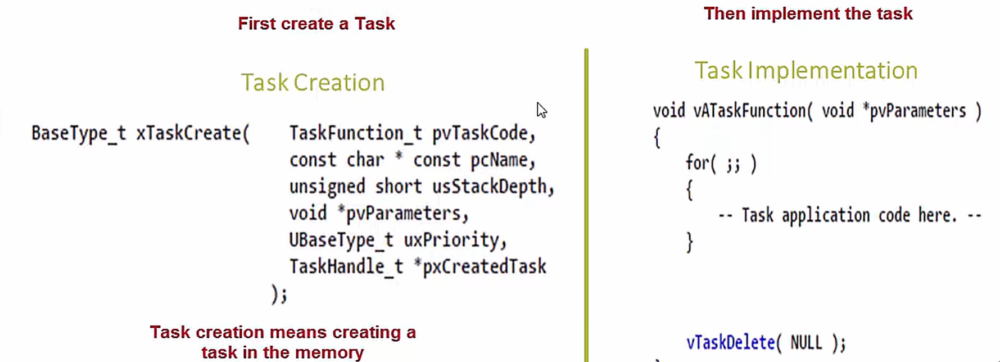 First create a Task
Task Creation
BaseType_t xTaskCreate( TaskFunction_t pvTaskCode,
const char * const pcName,
unsigned short usStackDepth,
void *pvParameters,
UBaseType_t uxPriority,
TaskHandle_t *pxCreatedTask
);
Task creation means creating a
task in the memory
Then implement the task
Task Implementation
void vATaskFunction( void *pvParameters )
{
for( ;; )
{
-- Task application code here. --
}
vTaskDelete( NULL );